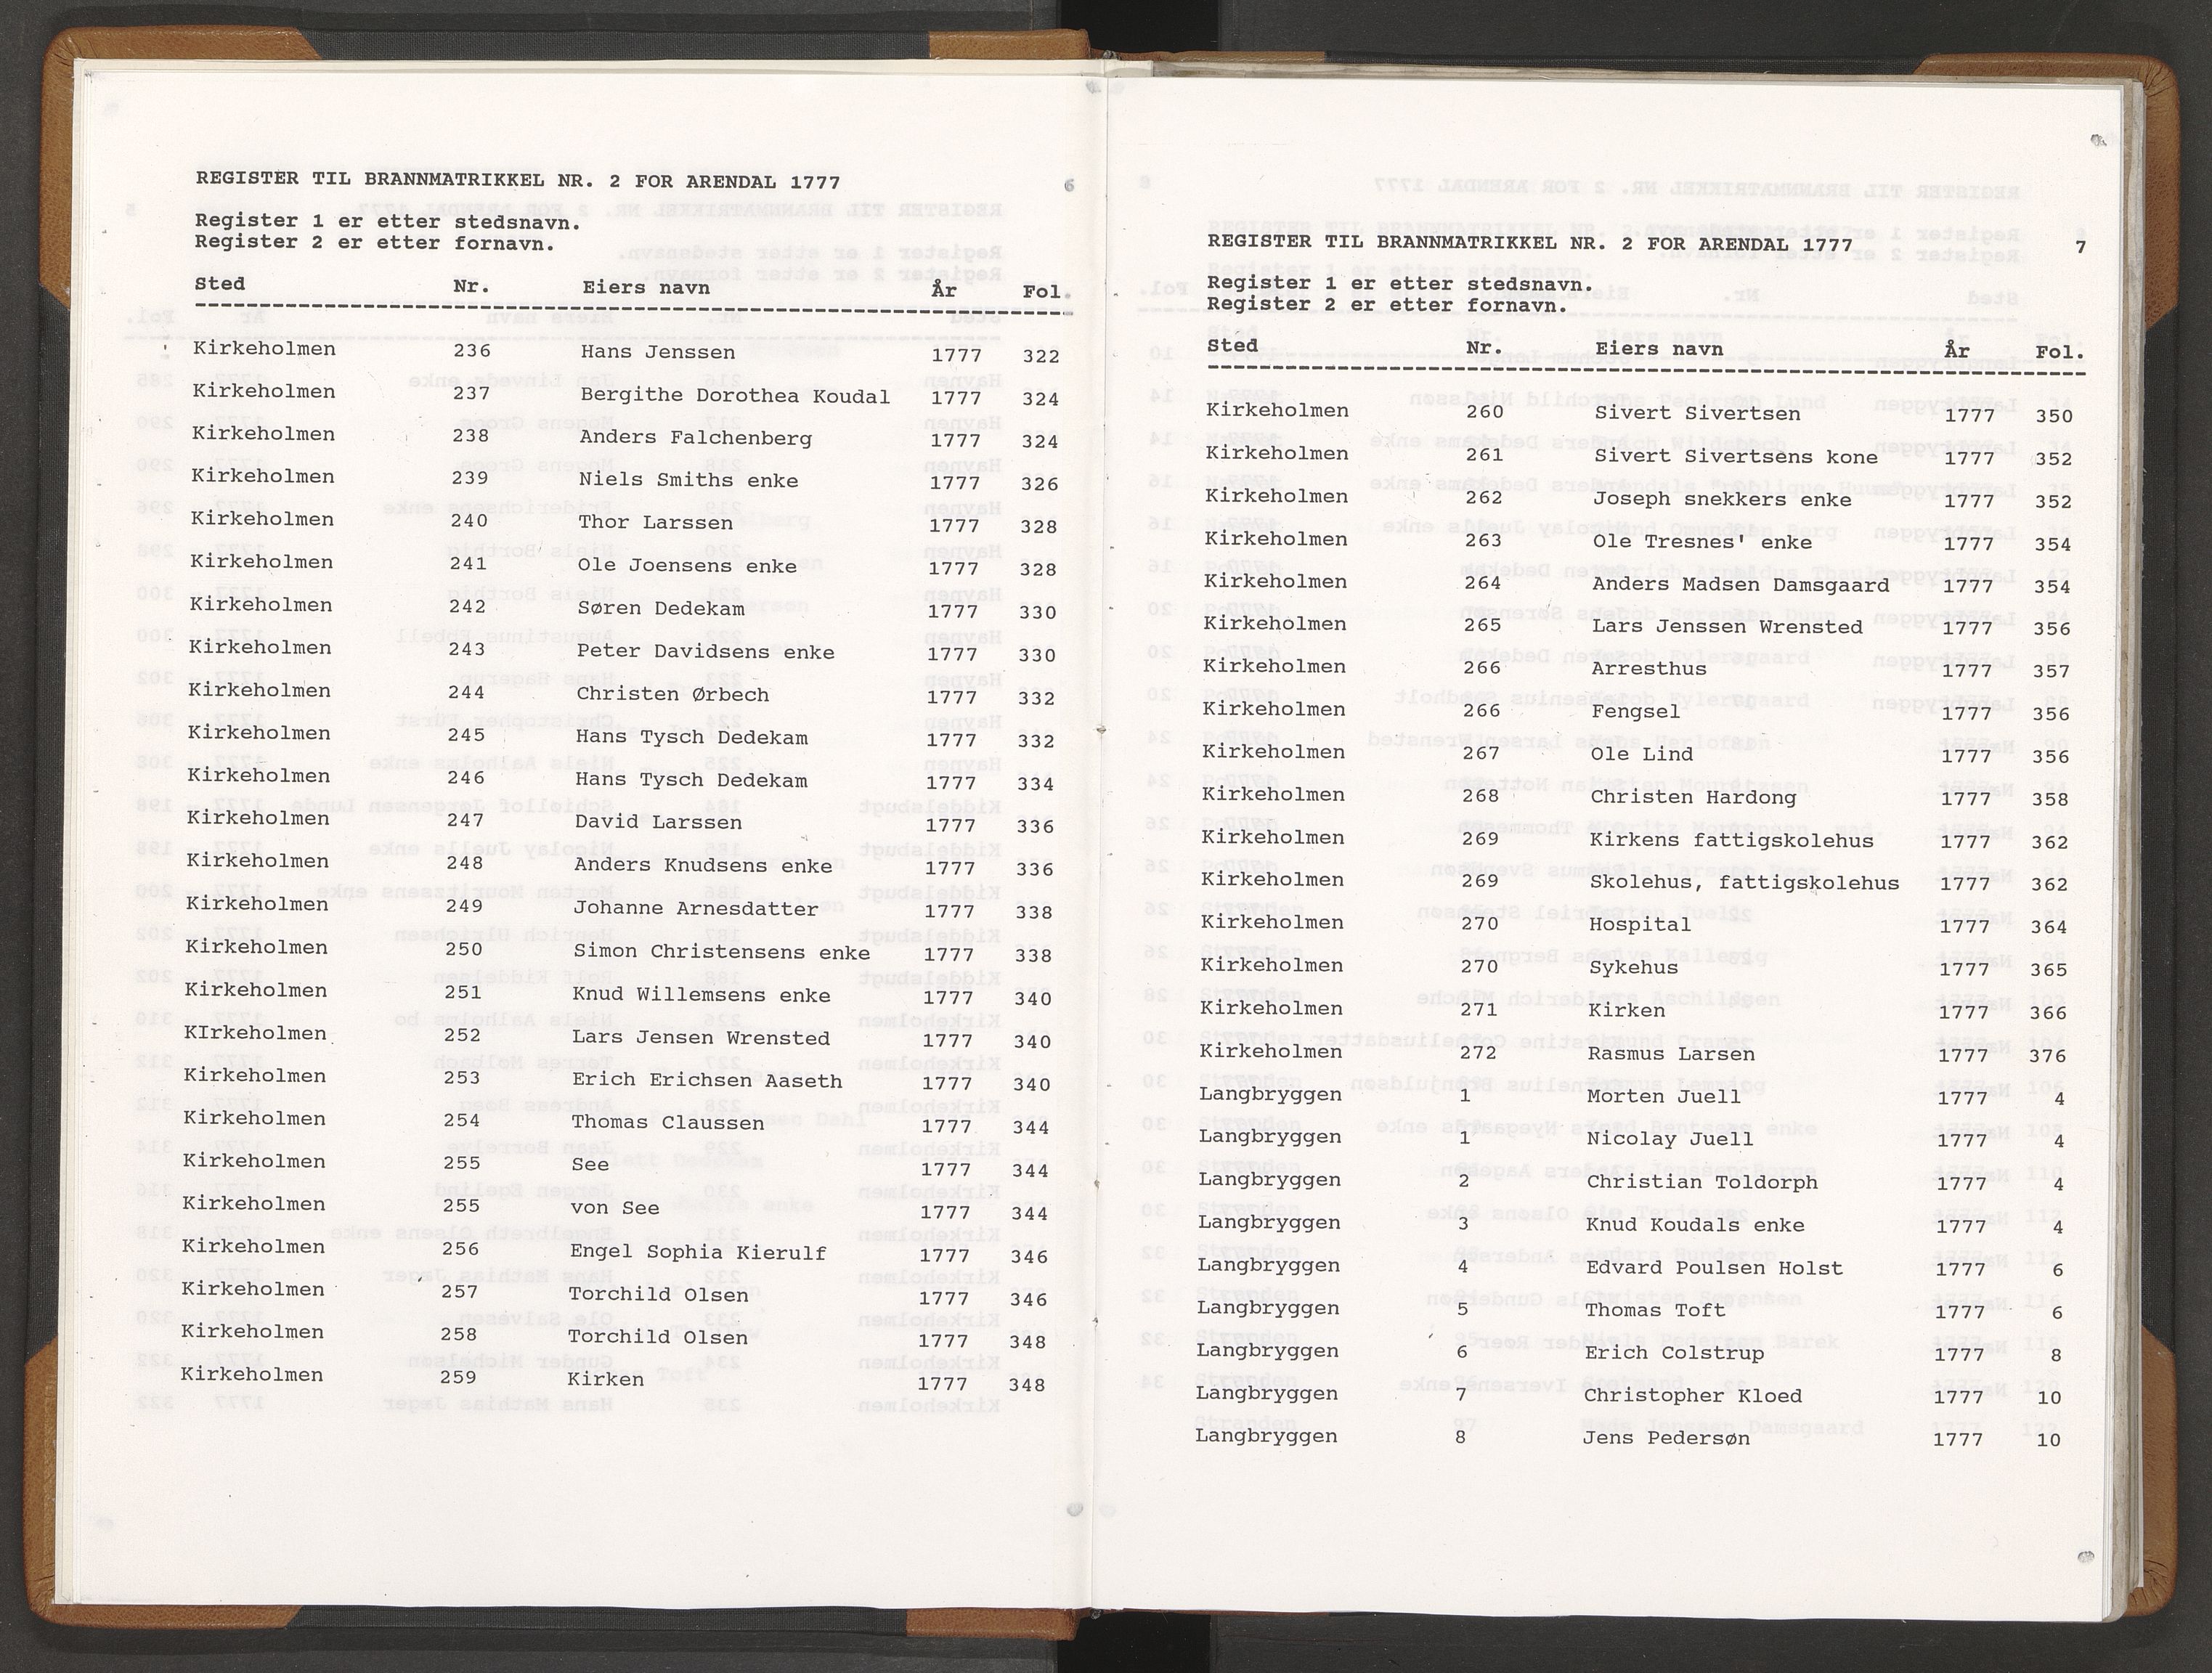 REGISTER TIL BRANNMATRIKKEL NR. 2 FOR ARENDAL 1777 6
Register 1 er etter stedsnavn.
Register 2 er etter fornavn.
Sted Nr. Eiers navn År Fol.
Kirkeholmen 236 Hans Jenssen 1777 322
Kirkeholmen 237 Bergithe Dorothea Koudal 1777 324
Kirkeholmen 238 Anders Falchenberg 1777 324
Kirkeholmen 239 Niels Smiths enke 1777 326
Kirkeholmen 240 Thor Larssen 1777 328
Kirkeholmen 241 Ole Joensens enke 1777 328
Kirkeholmen 242 Søren Dedekam 1777 330
Kirkeholmen 243 Peter Davidsens enke 1777 330
Kirkeholmen 244 Christen Ørbech 1777 332
Kirkeholmen 245 Hans Tysch Dedekam 1777 332
Kirkeholmen 246 Hans Tysch Dedekam 1777 334
Kirkeholmen 247 David Larssen 1777 336
Kirkeholmen 248 Anders Knudsens enke 1777 336
Kirkeholmen 249 Johanne Arnesdatter 1777 338
Kirkeholmen 250 Simon Christensens enke 1777 338
Kirkeholmen 251 Knud Willemsens enke 1777 340
KIrkeholmen 252 Lars Jensen Wrensted 1777 340
Kirkeholmen 253 Erich Erichsen Aaseth 1777 340
Kirkeholmen 254 Thomas Claussen 1777 344
Kirkeholmen 255 See 1777 344
Kirkeholmen 255 von See 1777 344
Kirkeholmen 256 Engel Sophia Kierulf 1777 346
Kirkeholmen 257 Torchild Olsen 1777 346
Kirkeholmen 258 Torchild Olsen 1777 348
Kirkeholmen 259 Kirken 1777 348
REGISTER TIL BRANNMATRIKKEL NR. 2 FOR ARENDAL 1777 7
Register 1 er etter stedsnavn.
Register 2 er etter fornavn.
Sted Nr. Eiers navn År Fol.
Kirkeholmen 260 Sivert Sivertsen 1777 350
Kirkeholmen 261 Sivert Sivertsens kone 1777 352
Kirkeholmen 262 Joseph snekkers enke 1777 352
Kirkeholmen 263 Ole Tresnes' enke 1777 354
Kirkeholmen 264 Anders Madsen Damsgaard 1777 354
Kirkeholmen 265 Lars Jenssen Wrensted 1777 356
Kirkeholmen 266 Arresthus 1777 357
Kirkeholmen 266 Fengsel 1777 356
Kirkeholmen 267 Ole Lind 1777 356
Kirkeholmen 268 Christen Hardong 1777 358
Kirkeholmen 269 Kirkens fattigskolehus 1777 362
Kirkeholmen 269 Skolehus, fattigskolehus 1777 362
Kirkeholmen 270 Hospital 1777 364
Kirkeholmen 270 Sykehus 1777 365
Kirkeholmen 271 Kirken 1777 366
Kirkeholmen 272 Rasmus Larsen 1777 376
Langbryggen 1 Morten Juell 1777 4
Langbryggen 1 Nicolay Juell 1777 4
Langbryggen 2 Christian Toldorph 1777 4
Langbryggen 3 Knud Koudals enke 1777 4
Langbryggen 4 Edvard Poulsen Holst 1777 6
Langbryggen 5 Thomas Toft 1777 6
Langbryggen 6 Erich Colstrup 1777 8
Langbryggen 7 Christopher Kloed 1777 10
Langbryggen 8 Jens Pedersøn 1777 10